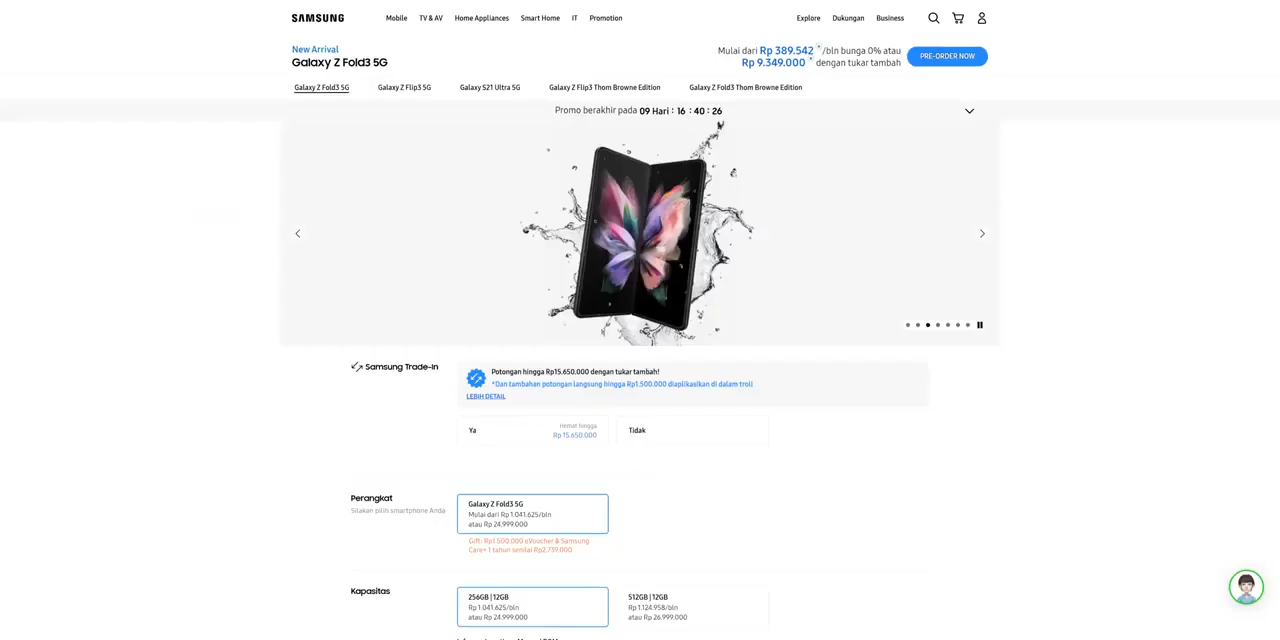 SAMSUNG
Mobile
TV & AV
Home Appliances
Smart Home
IT
Promotion
Explore
Dukungan
Business
New Arrival
Galaxy Z Fold3 5G
Mulai dari Rp 389.542 * /bln bunga 0% atau
Rp 9.349.000 * dengan tukar tambah
PRE-ORDER NOW
Galaxy Z Fold3 5G
Galaxy Z Flip3 5G
Galaxy S21 Ultra 5G
Galaxy Z Flip3 Thom Browne Edition
Galaxy Z Fold3 Thom Browne Edition
Promo berakhir pada 09 Hari : 16 : 40 : 26
Samsung Trade-In
Potongan hingga Rp15.650.000 dengan tukar tambah!
*Dan tambahan potongan langsung hingga Rp1.500.000 diaplikasikan di dalam troli
LEBIH DETAIL
Ya
Hemat hingga
Rp 15.650.000
Tidak
Perangkat
Silakan pilih smartphone Anda
Galaxy Z Fold3 5G
Mulai dari Rp 1.041.625/bln
atau Rp 24.999.000
Gift: Rp1.500.000 eVoucher & Samsung
Care+ 1 tahun senilai Rp2.739.000
Kapasitas
256GB | 12GB
Rp 1.041.625/bln
atau Rp 24.999.000
512GB | 12GB
Rp 1.124.958/bln
atau Rp 26.999.000